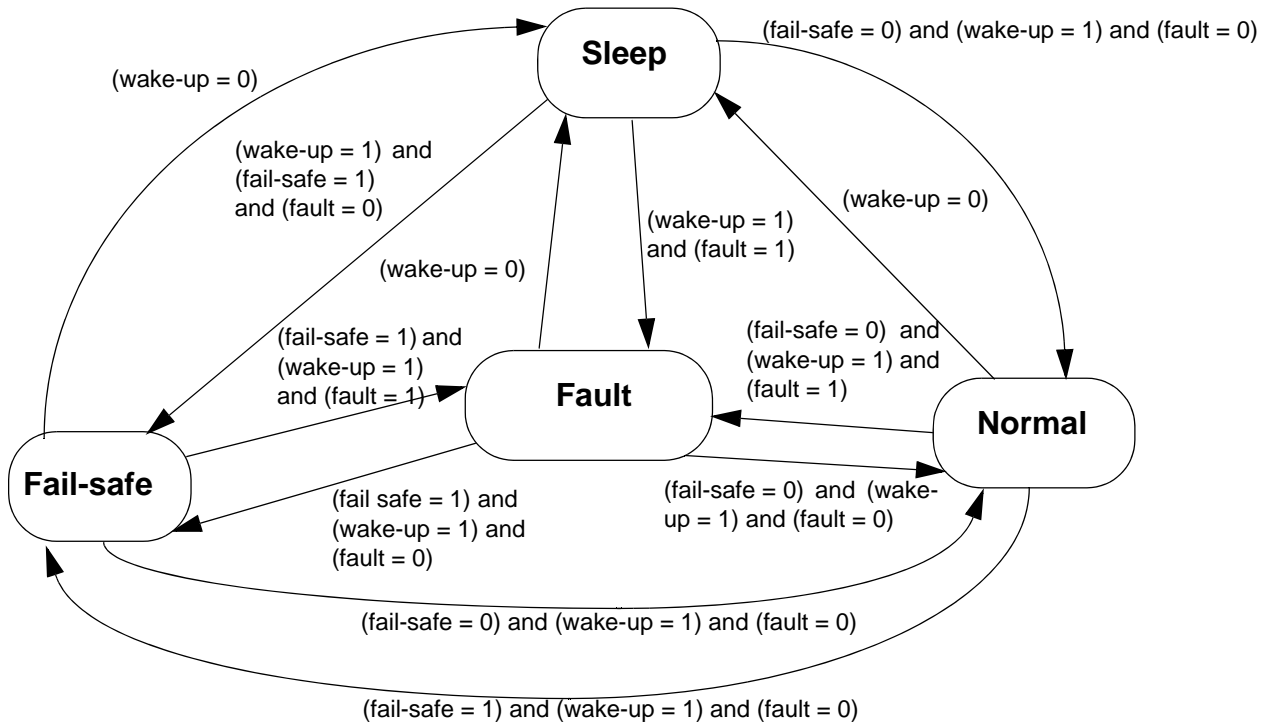 Sleep
(fail-safe = 0) and (wake-up = 1) and (fault = 0)
(wake-up = 0)
(wake-up = 1) and
(fail-safe = 1)
and (fault = 0)
(wake-up = 0)
(wake-up = 1)
and (fault = 1)
(wake-up = 0)
(fail-safe = 1) and
(wake-up = 1)
and (fault = 1)
(fail-safe = 0) and
(wake-up = 1) and
(fault = 1)
Fault
Normal
Fail-safe
(fail safe = 1) and
(wake-up = 1) and
(fault = 0)
(fail-safe = 0) and (wake-
up = 1) and (fault = 0)
(fail-safe = 0) and (wake-up = 1) and (fault = 0)
(fail-safe = 1) and (wake-up = 1) and (fault = 0)